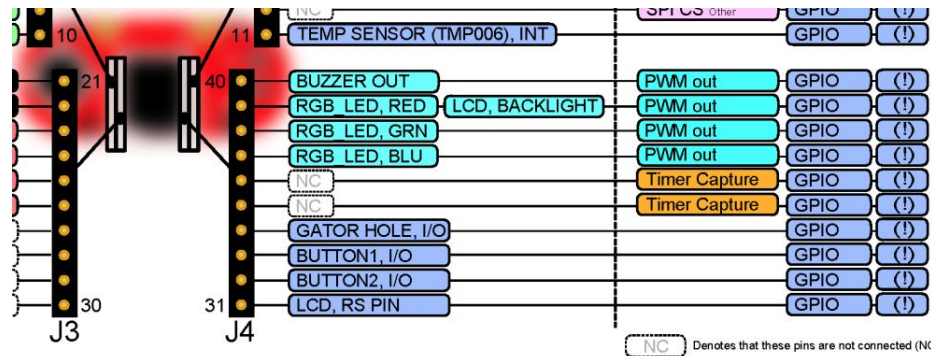 NC SPI CS Other GPIO
10 11 TEMP SENSOR (TMP006), INT GPIO (!)
21 40 BUZZER OUT PWM out GPIO (!)
RGB_LED, RED LCD, BACKLIGHT PWM out GPIO (!)
RGB_LED, GRN PWM out GPIO (!)
RGB_LED, BLU PWM out GPIO (!)
NC Timer Capture GPIO (!)
NC Timer Capture GPIO (!)
GATOR HOLE, I/O GPIO (!)
BUTTON1, I/O GPIO (!)
BUTTON2, I/O GPIO (!)
30 31 LCD, RS PIN GPIO (!)
J3 J4
NC Denotes that these pins are not connected (NC